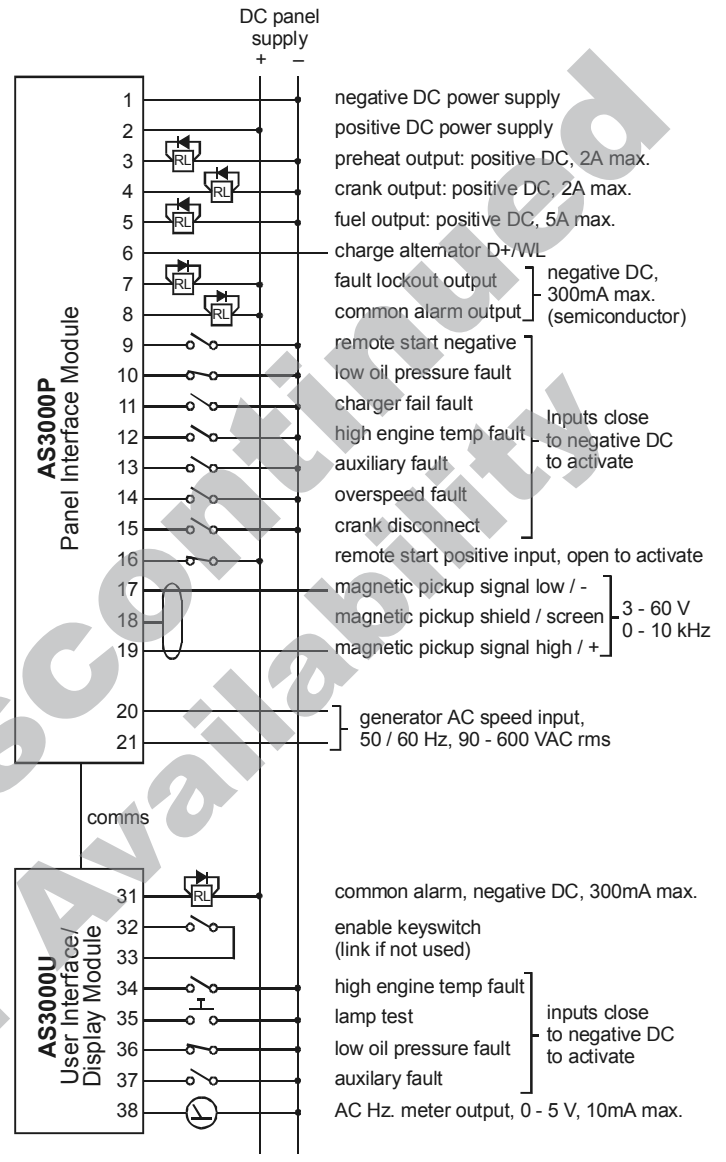 DC panel
supply
+ –
1 negative DC power supply
2 positive DC power supply
3 RL preheat output: positive DC, 2A max.
4 RL crank output: positive DC, 2A max.
5 RL fuel output: positive DC, 5A max.
6 charge alternator D+/WL
7 RL fault lockout output
8 RL common alarm output
negative DC,
300mA max.
(semiconductor)
9 remote start negative
10 low oil pressure fault
11 charger fail fault
12 high engine temp fault
13 auxiliary fault
14 overspeed fault
15 crank disconnect
Inputs close
to negative DC
to activate
16 remote start positive input, open to activate
17 magnetic pickup signal low / -
18 magnetic pickup shield / screen
19 magnetic pickup signal high / +
3 - 60 V
0 - 10 kHz
20
21
generator AC speed input,
50 / 60 Hz, 90 - 600 VAC rms
AS3000P
Panel Interface Module
comms
AS3000U
User Interface/
Display Module
31 RL common alarm, negative DC, 300mA max.
32 enable keyswitch
33 (link if not used)
34 high engine temp fault
35 lamp test
36 low oil pressure fault
37 auxilary fault
inputs close
to negative DC
to activate
38 AC Hz. meter output, 0 - 5 V, 10mA max.
scontinued
Availability